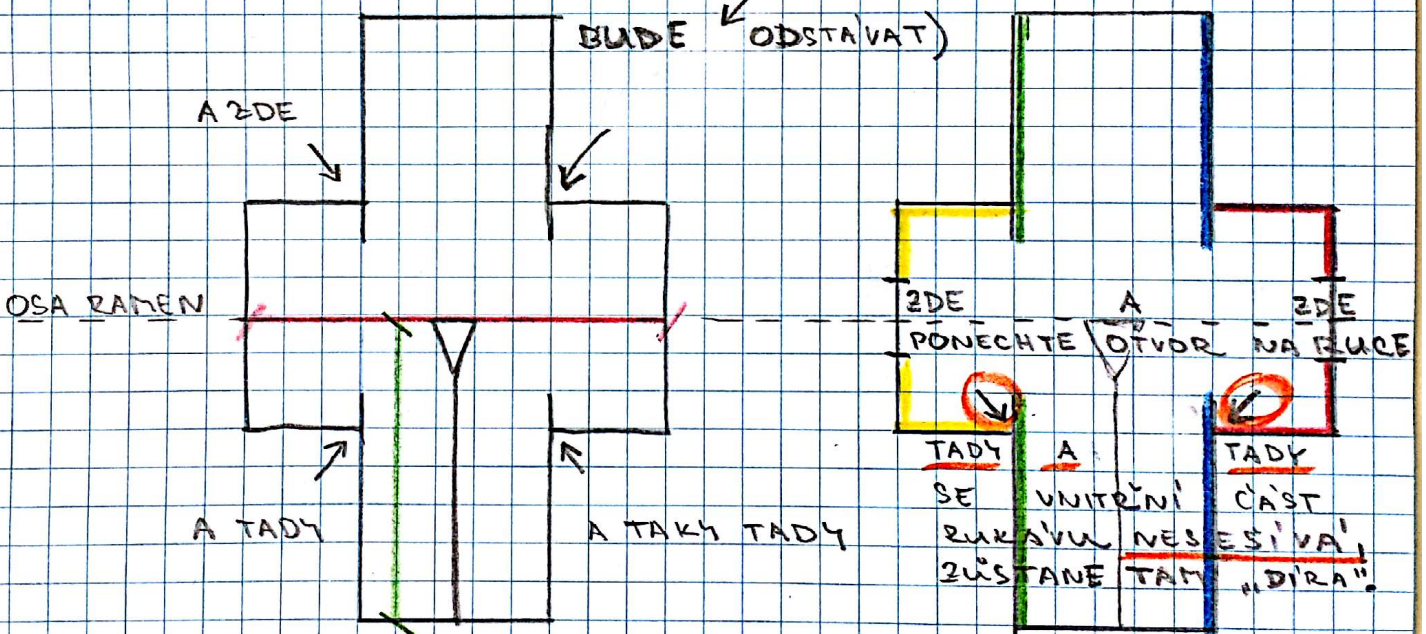 BUDE ODSTÁVAT)
A ZDE
OSA RAMEN
A TADY
A TAKY TADY
ZDE A ZDE
PONECHTE OTVOR NA RUCE
TADY A TADY
SE VNITŘNÍ ČÁST
RUKÁVU NESEŠÍVÁ,
ZŮSTANE TAM „DÍRA“.